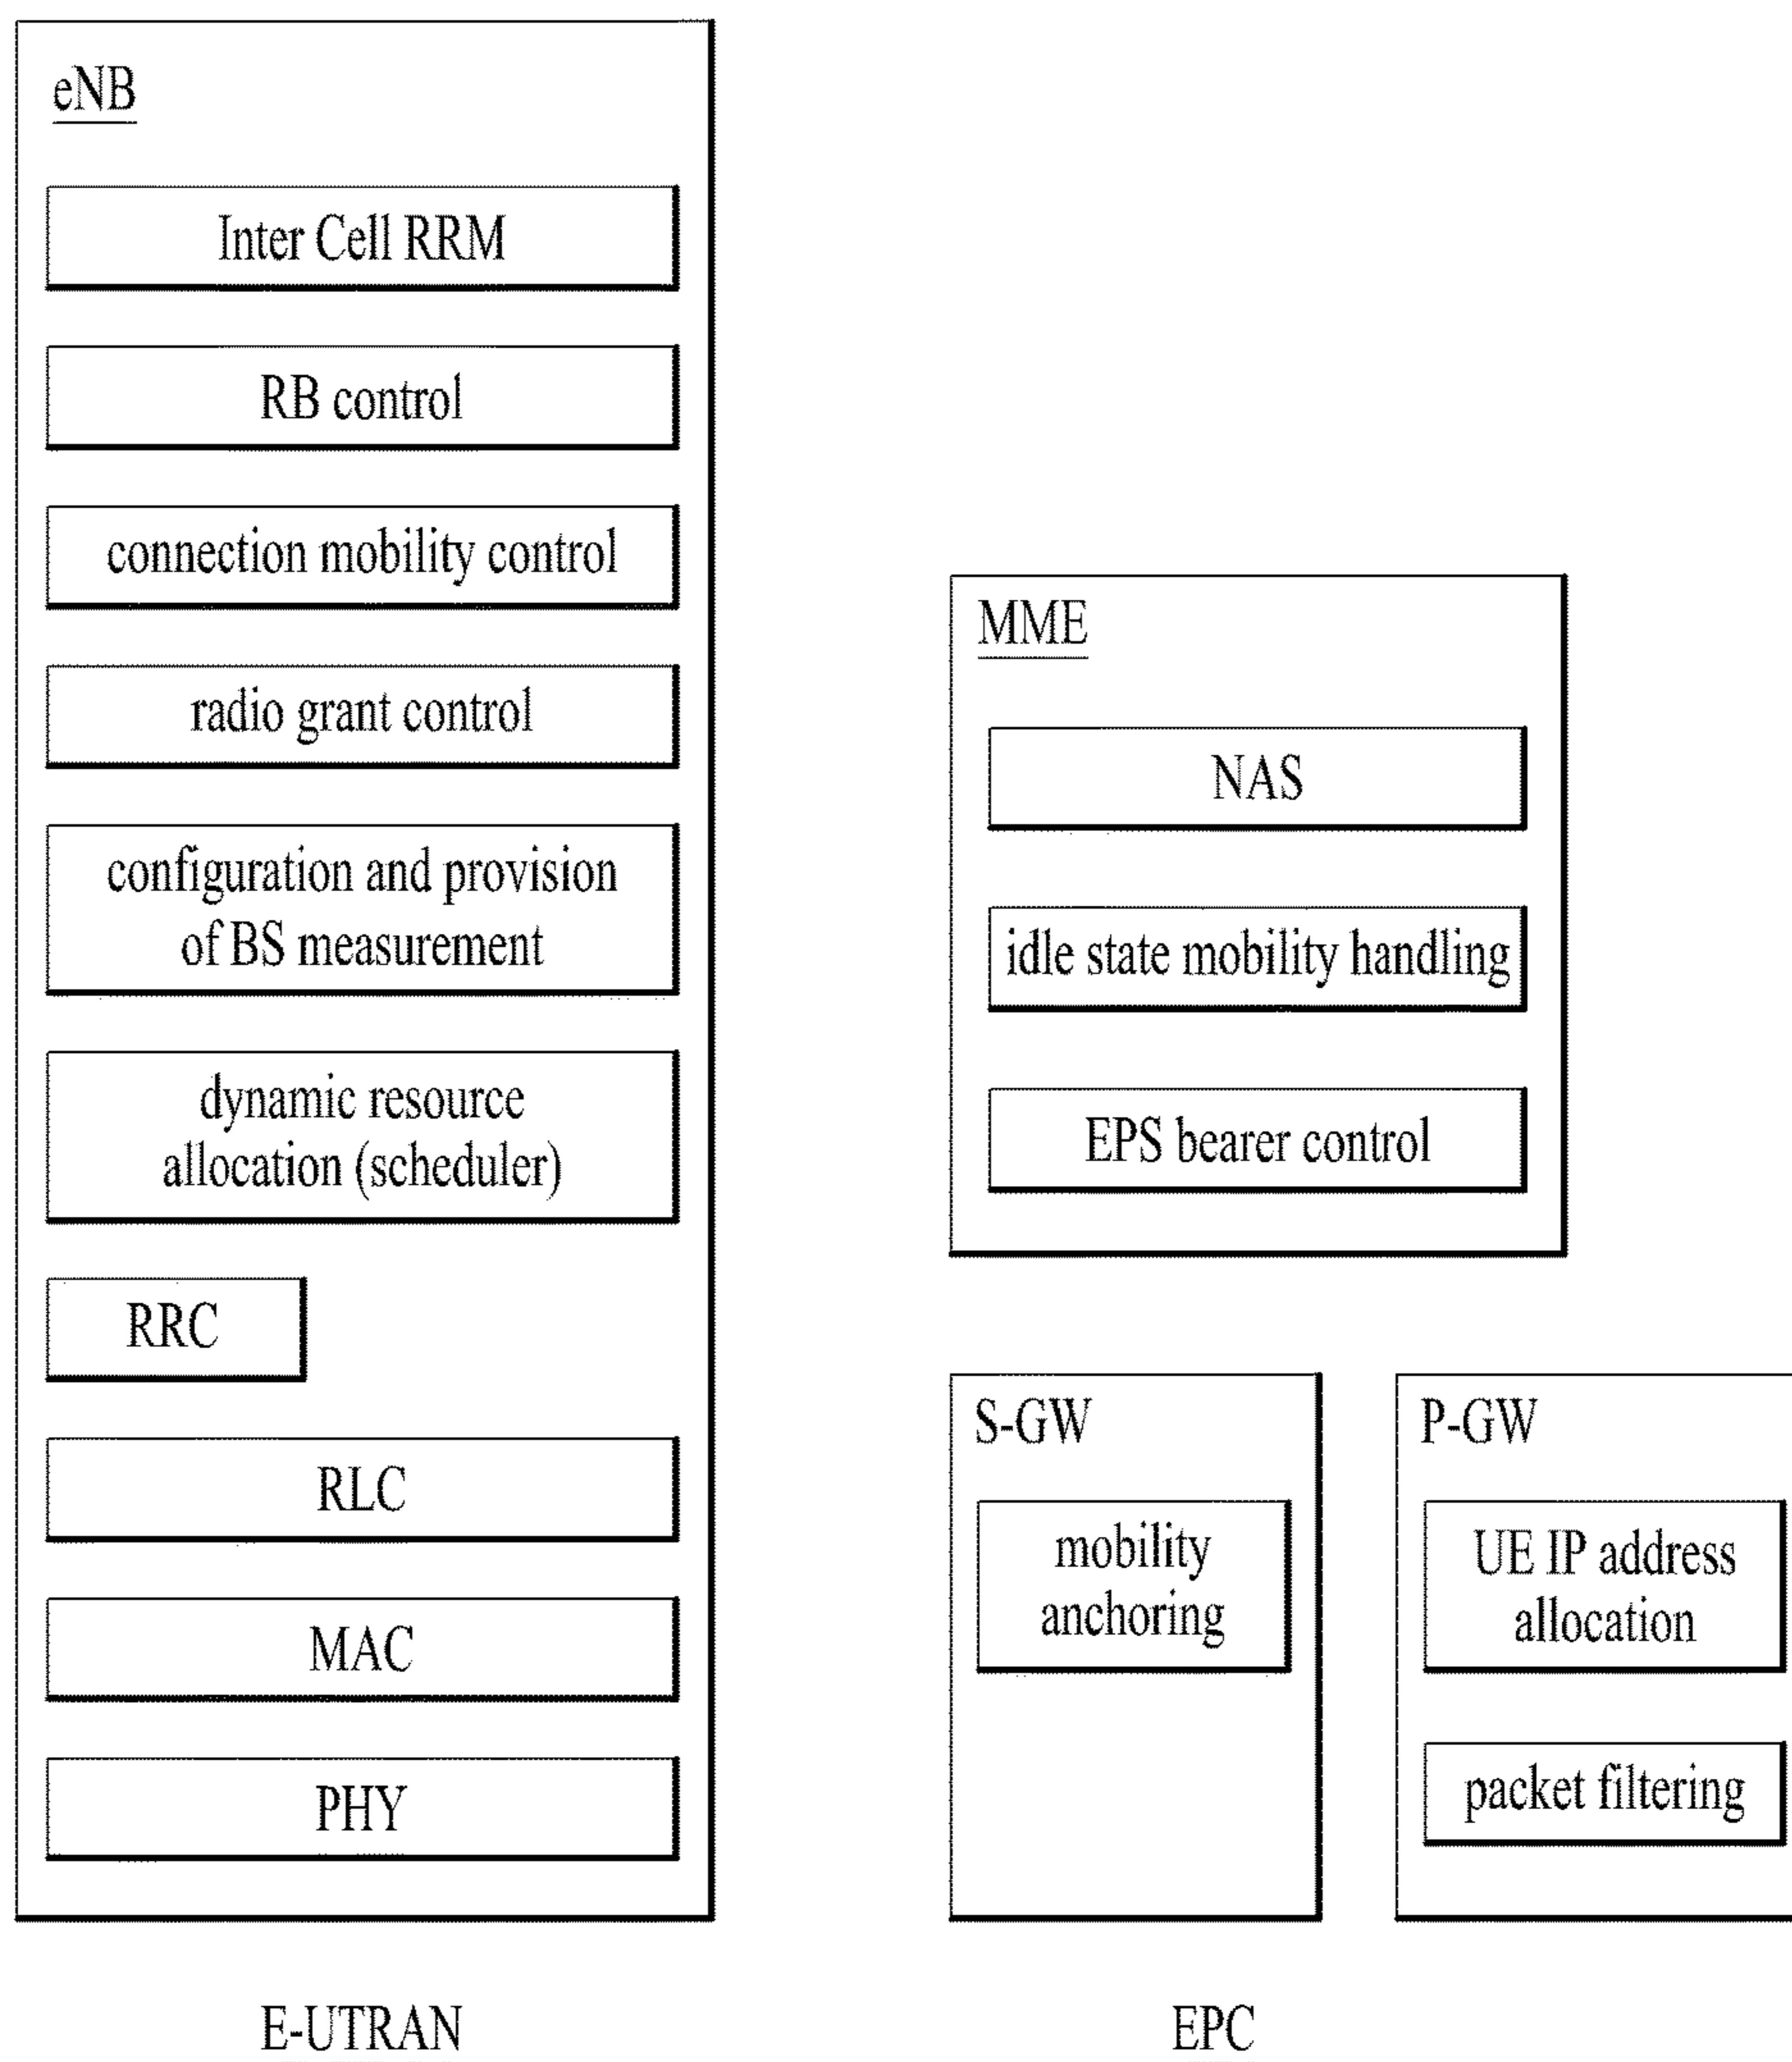 eNB
Inter Cell RRM
RB control
connection mobility control
radio grant control
configuration and provision
of BS measurement
dynamic resource
allocation (scheduler)
RRC
RLC
MAC
PHY
E-UTRAN
MME
NAS
idle state mobility handling
EPS bearer control
S-GW
mobility
anchoring
P-GW
UE IP address
allocation
packet filtering
EPC